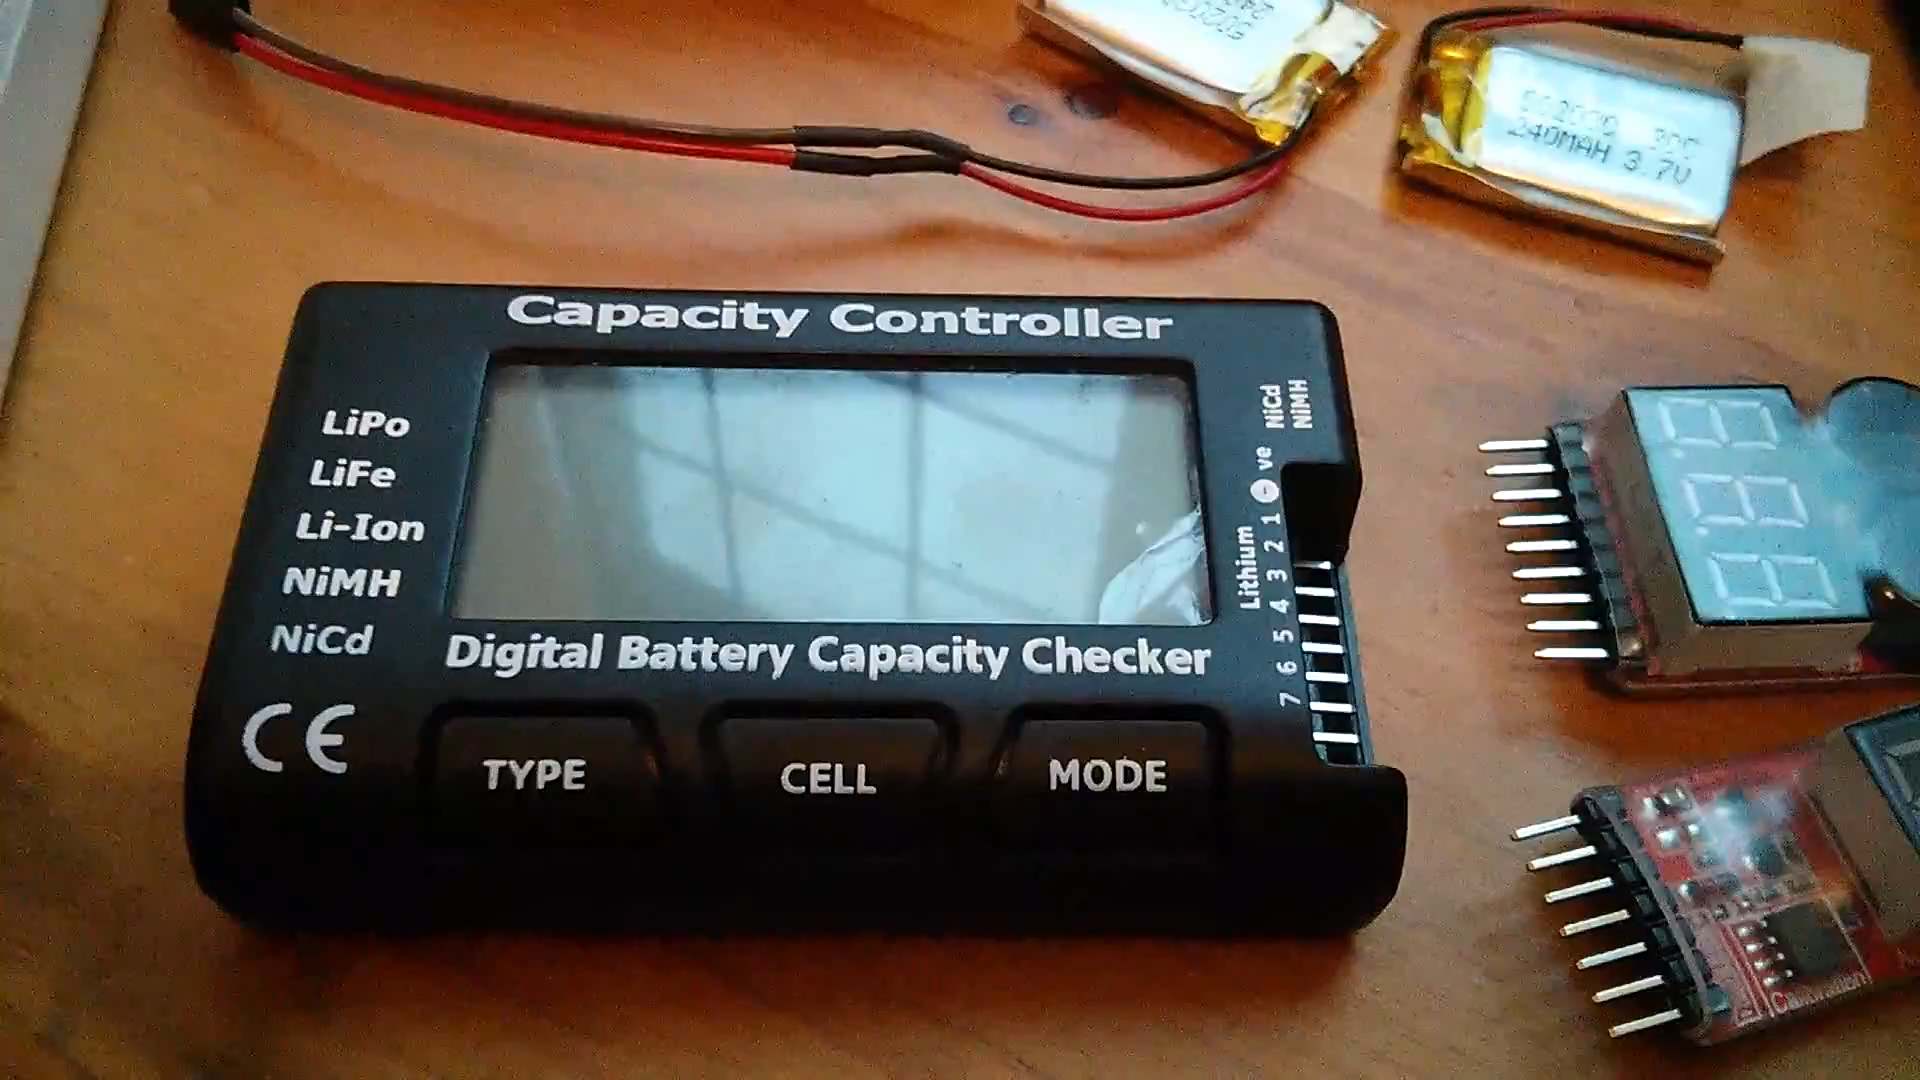 240MAH 3.7V
Capacity Controller
LiPo
LiFe
Li-Ion
NiMH
NiCd
NiCd
NiMH
Lithium
7 6 5 4 3 2 1 - ve
Digital Battery Capacity Checker
CE
TYPE
CELL
MODE
Calibration